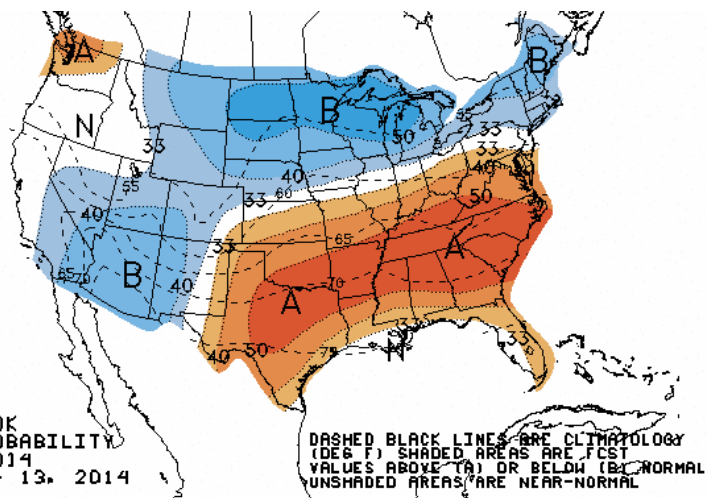 A
B
B
N
50
33
33
33
40
40
55
60
33
50
40
33
65
A
65
70
B
40
70
A
33
33
40
50
75
N
OK
OBABILITY
014
13, 2014
DASHED BLACK LINES ARE CLIMATOLOGY
(DEG F) SHADED AREAS ARE FCST
VALUES ABOVE (A) OR BELOW (B) NORMAL
UNSHADED AREAS ARE NEAR-NORMAL